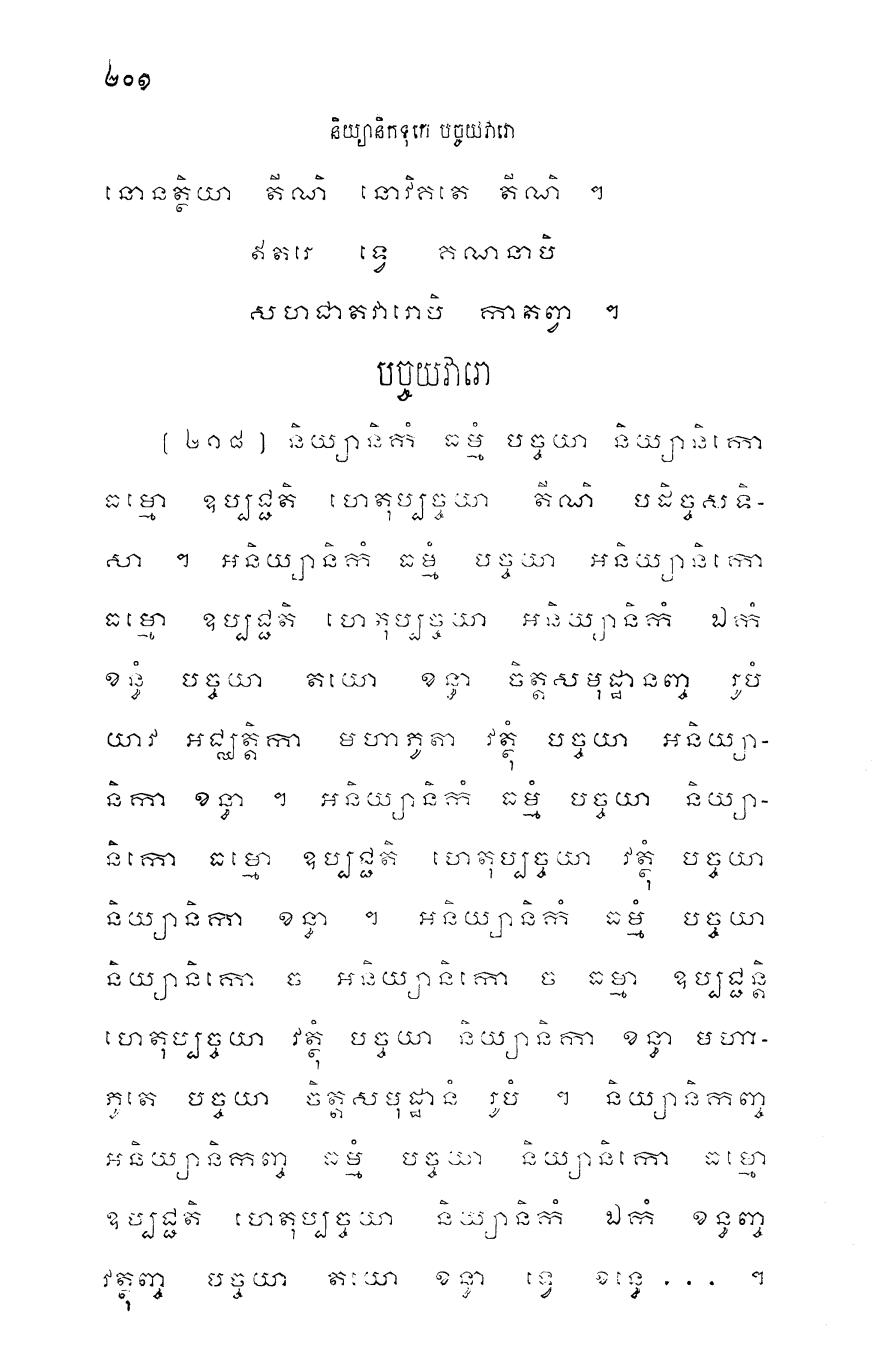 ២០១
និយ្យានិកទុកេ បច្ចយវារោ
នោនត្ថិយា តីណិ នោវិគតេ តីណិ ។
ឥតរេ ទ្វេ គណនាបិ
សហជាតវារោបិ កាតព្វា ។
បច្ចយវារោ
[ ២១៨ ] និយ្យានិកំ ធម្មំ បច្ចយា និយ្យានិកោ
ធម្មោ ឧប្បជ្ជតិ ហេតុប្បច្ចយា តីណិ បដិច្ចសទិ-
សា ។ អនិយ្យានិកំ ធម្មំ បច្ចយា អនិយ្យានិកោ
ធម្មោ ឧប្បជ្ជតិ ហេតុប្បច្ចយា អនិយ្យានិកំ ឯកំ
ខន្ធំ បច្ចយា តយោ ខន្ធា ចិត្តសមុដ្ឋានញ្ច រូបំ
យាវ អជ្ឈត្តិកា មហាភូតា វត្ថុំ បច្ចយា អនិយ្យា-
និកា ខន្ធា ។ អនិយ្យានិកំ ធម្មំ បច្ចយា និយ្យា-
និកោ ធម្មោ ឧប្បជ្ជតិ ហេតុប្បច្ចយា វត្ថុំ បច្ចយា
និយ្យានិកា ខន្ធា ។ អនិយ្យានិកំ ធម្មំ បច្ចយា
និយ្យានិកោ ច អនិយ្យានិកោ ច ធម្មា ឧប្បជ្ជន្តិ
ហេតុប្បច្ចយា វត្ថុំ បច្ចយា និយ្យានិកា ខន្ធា មហា-
ភូតេ បច្ចយា ចិត្តសមុដ្ឋានំ រូបំ ។ និយ្យានិកញ្ច
អនិយ្យានិកញ្ច ធម្មំ បច្ចយា និយ្យានិកោ ធម្មោ
ឧប្បជ្ជតិ ហេតុប្បច្ចយា និយ្យានិកំ ឯកំ ខន្ធញ្ច
វត្ថុញ្ច បច្ចយា តយោ ខន្ធា ទ្វេ ខន្ធេ . . . ។